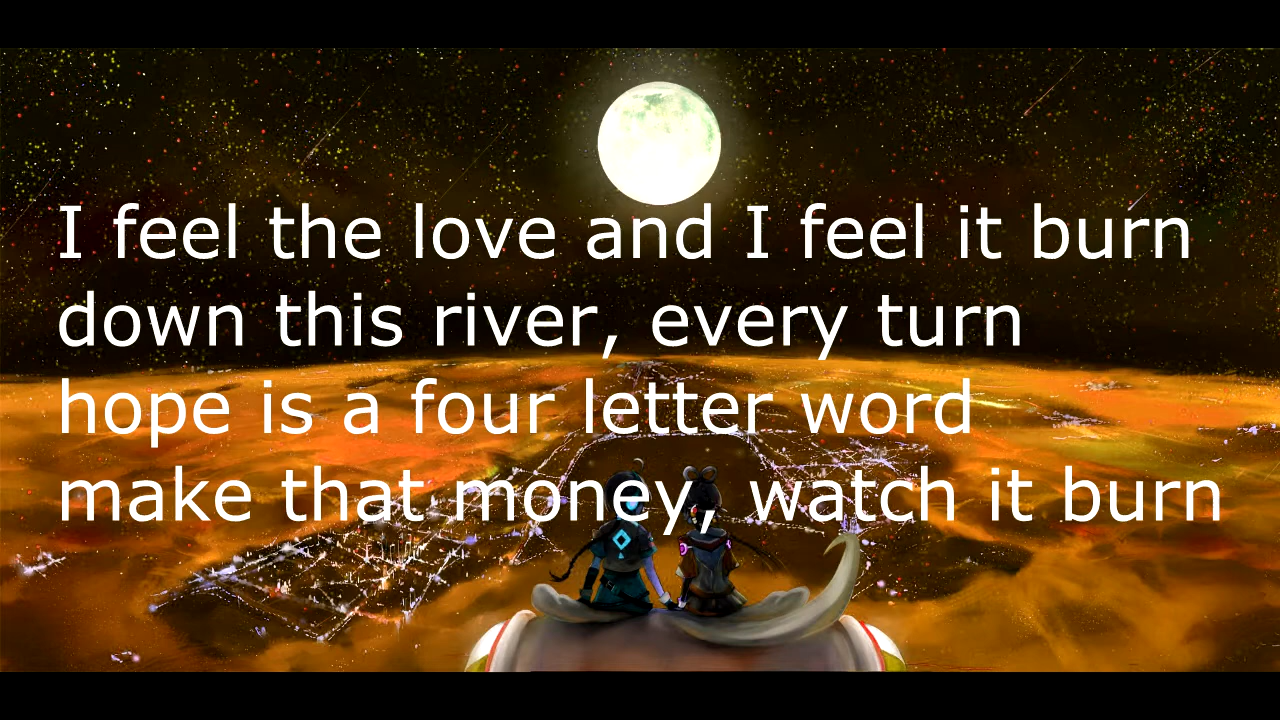 I feel the love and I feel it burn
down this river, every turn
hope is a four letter word
make that money, watch it burn